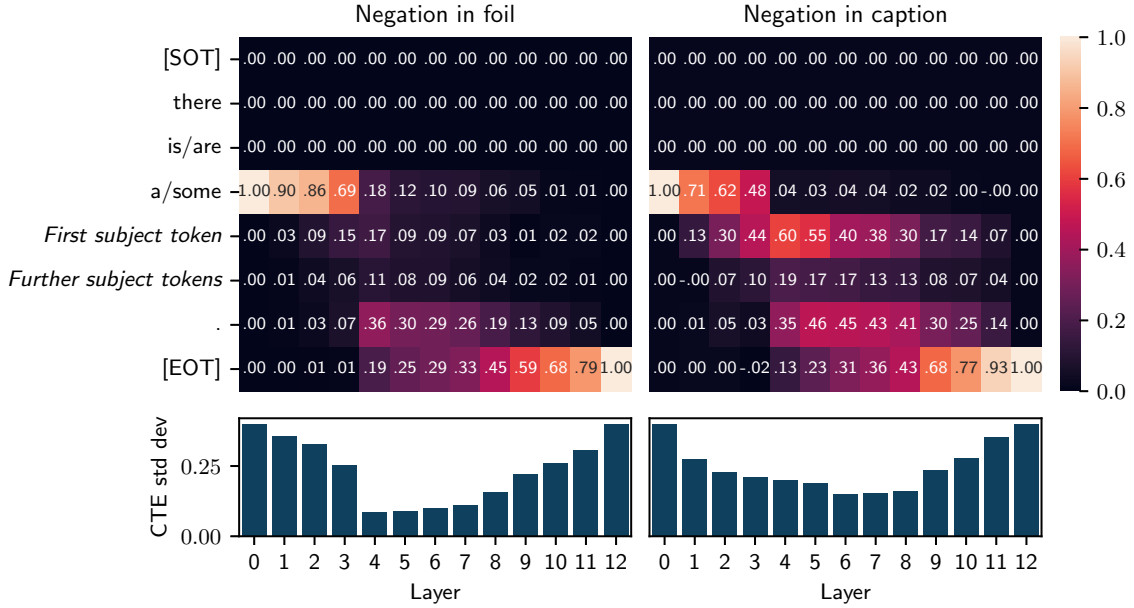 Negation in foil Negation in caption
[SOT] .00 .00 .00 .00 .00 .00 .00 .00 .00 .00 .00 .00 .00 .00 .00 .00 .00 .00 .00 .00 .00 .00 .00 .00 .00 .00 1.0
there .00 .00 .00 .00 .00 .00 .00 .00 .00 .00 .00 .00 .00 .00 .00 .00 .00 .00 .00 .00 .00 .00 .00 .00 .00 .00 0.8
is/are .00 .00 .00 .00 .00 .00 .00 .00 .00 .00 .00 .00 .00 .00 .00 .00 .00 .00 .00 .00 .00 .00 .00 .00 .00 .00
a/some 1.00 .90 .86 .69 .18 .12 .10 .09 .06 .05 .01 .01 .00 1.00 .71 .62 .48 .04 .03 .04 .04 .02 .02 .00 -.00 .00 0.6
First subject token .00 .03 .09 .15 .17 .09 .09 .07 .03 .01 .02 .02 .00 .00 .13 .30 .44 .60 .55 .40 .38 .30 .17 .14 .07 .00 0.4
Further subject tokens .00 .01 .04 .06 .11 .08 .09 .06 .04 .02 .02 .01 .00 .00 -.00 .07 .10 .19 .17 .17 .13 .13 .08 .07 .04 .00
. .00 .01 .03 .07 .36 .30 .29 .26 .19 .13 .09 .05 .00 .00 .01 .05 .03 .35 .46 .45 .43 .41 .30 .25 .14 .00 0.2
[EOT] .00 .00 .01 .01 .19 .25 .29 .33 .45 .59 .68 .79 1.00 .00 .00 .00 -.02 .13 .23 .31 .36 .43 .68 .77 .93 1.00 0.0
CTE std dev
0.25
0.00
0 1 2 3 4 5 6 7 8 9 10 11 12 0 1 2 3 4 5 6 7 8 9 10 11 12
Layer Layer